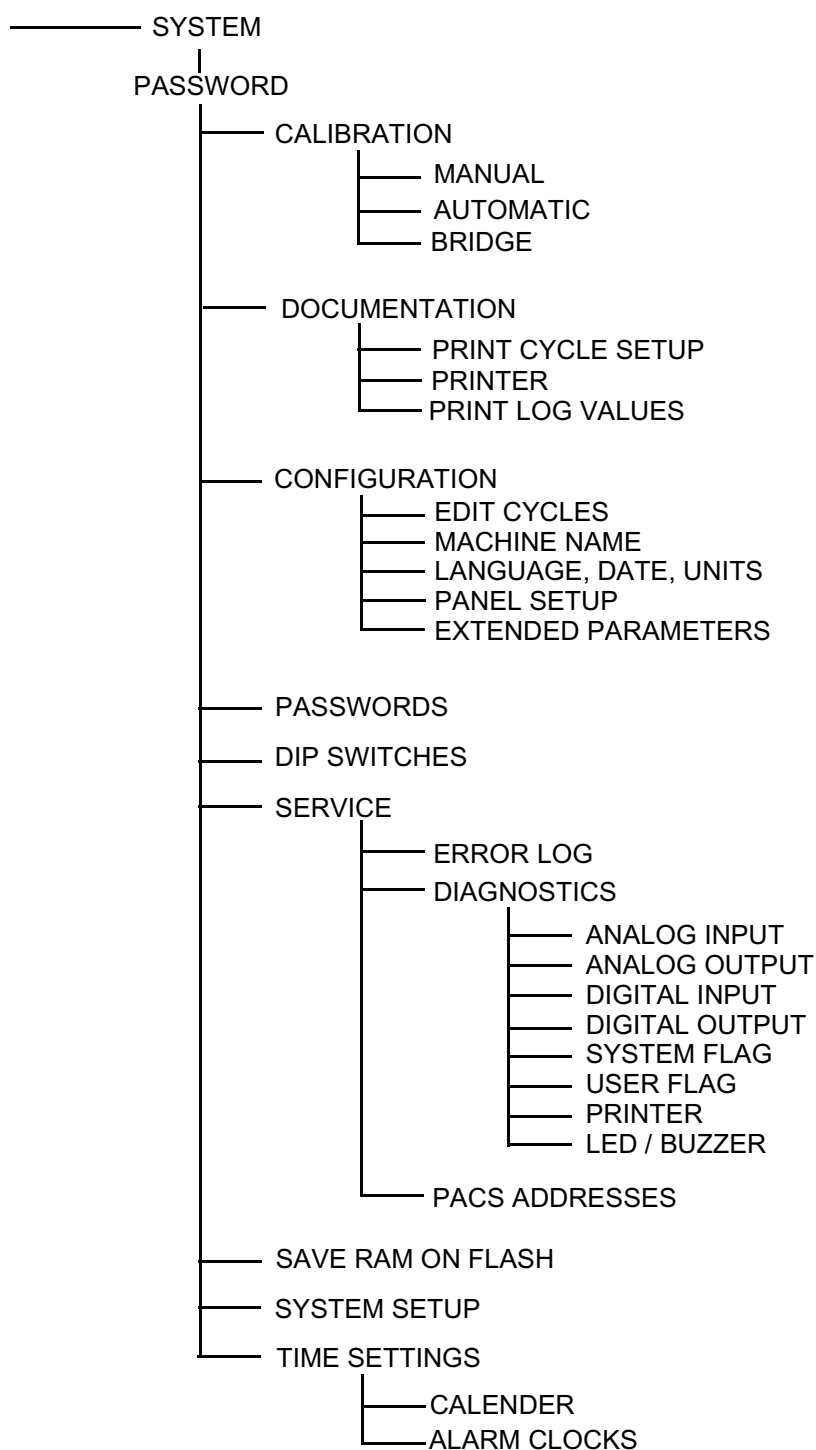 SYSTEM
PASSWORD
CALIBRATION
MANUAL
AUTOMATIC
BRIDGE
DOCUMENTATION
PRINT CYCLE SETUP
PRINTER
PRINT LOG VALUES
CONFIGURATION
EDIT CYCLES
MACHINE NAME
LANGUAGE, DATE, UNITS
PANEL SETUP
EXTENDED PARAMETERS
PASSWORDS
DIP SWITCHES
SERVICE
ERROR LOG
DIAGNOSTICS
ANALOG INPUT
ANALOG OUTPUT
DIGITAL INPUT
DIGITAL OUTPUT
SYSTEM FLAG
USER FLAG
PRINTER
LED / BUZZER
PACS ADDRESSES
SAVE RAM ON FLASH
SYSTEM SETUP
TIME SETTINGS
CALENDER
ALARM CLOCKS